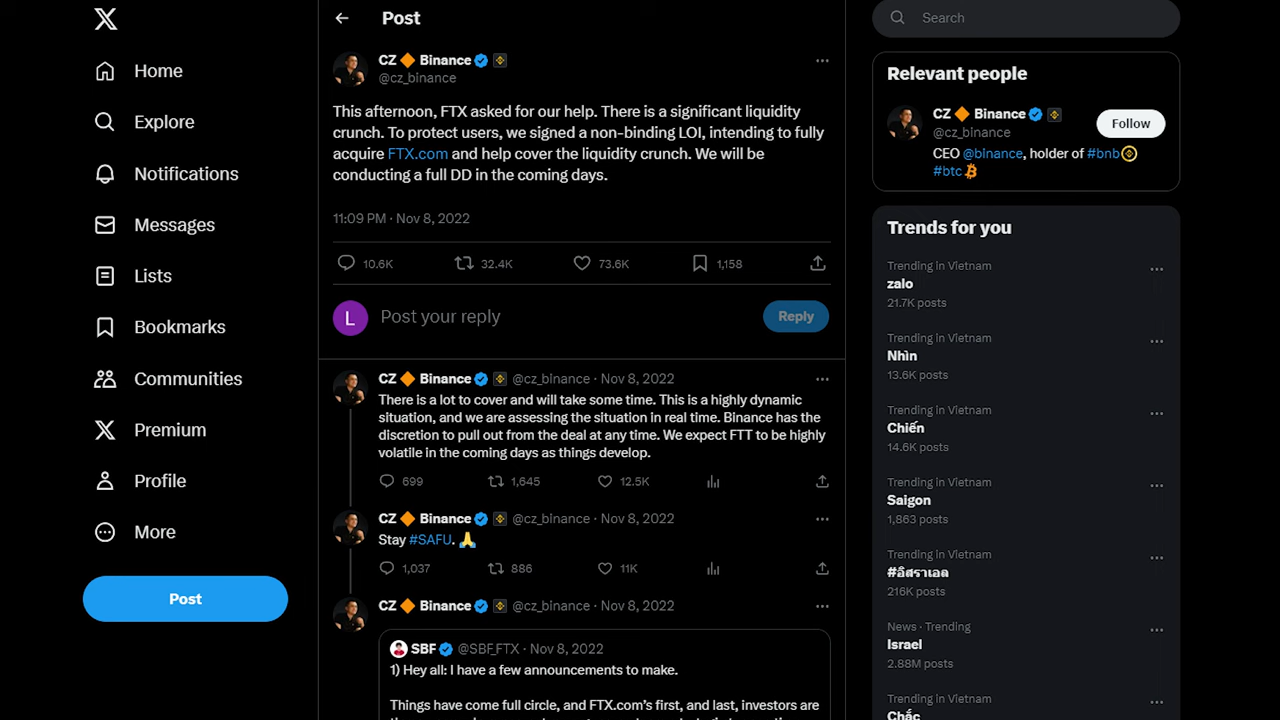 Home
Explore
Notifications
Messages
Lists
Bookmarks
Communities
Premium
Profile
More
Post
Post
CZ 🔶 Binance
@cz_binance
This afternoon, FTX asked for our help. There is a significant liquidity
crunch. To protect users, we signed a non-binding LOI, intending to fully
acquire FTX.com and help cover the liquidity crunch. We will be
conducting a full DD in the coming days.
11:09 PM · Nov 8, 2022
10.6K 32.4K 73.6K 1,158
L Post your reply Reply
CZ 🔶 Binance @cz_binance · Nov 8, 2022
There is a lot to cover and will take some time. This is a highly dynamic
situation, and we are assessing the situation in real time. Binance has the
discretion to pull out from the deal at any time. We expect FTT to be highly
volatile in the coming days as things develop.
699 1,645 12.5K
CZ 🔶 Binance @cz_binance · Nov 8, 2022
Stay #SAFU. 🙏
1,037 886 11K
CZ 🔶 Binance @cz_binance · Nov 8, 2022
SBF @SBF_FTX · Nov 8, 2022
1) Hey all: I have a few announcements to make.
Things have come full circle, and FTX.com's first, and last, investors are
Search
Relevant people
CZ 🔶 Binance
@cz_binance
Follow
CEO @binance, holder of #bnb
#btc
Trends for you
Trending in Vietnam
zalo
21.7K posts
Trending in Vietnam
Nhìn
13.6K posts
Trending in Vietnam
Chiến
14.6K posts
Trending in Vietnam
Saigon
1,863 posts
Trending in Vietnam
#อิสราเอล
216K posts
News · Trending
Israel
2.88M posts
Trending in Vietnam
Chắc